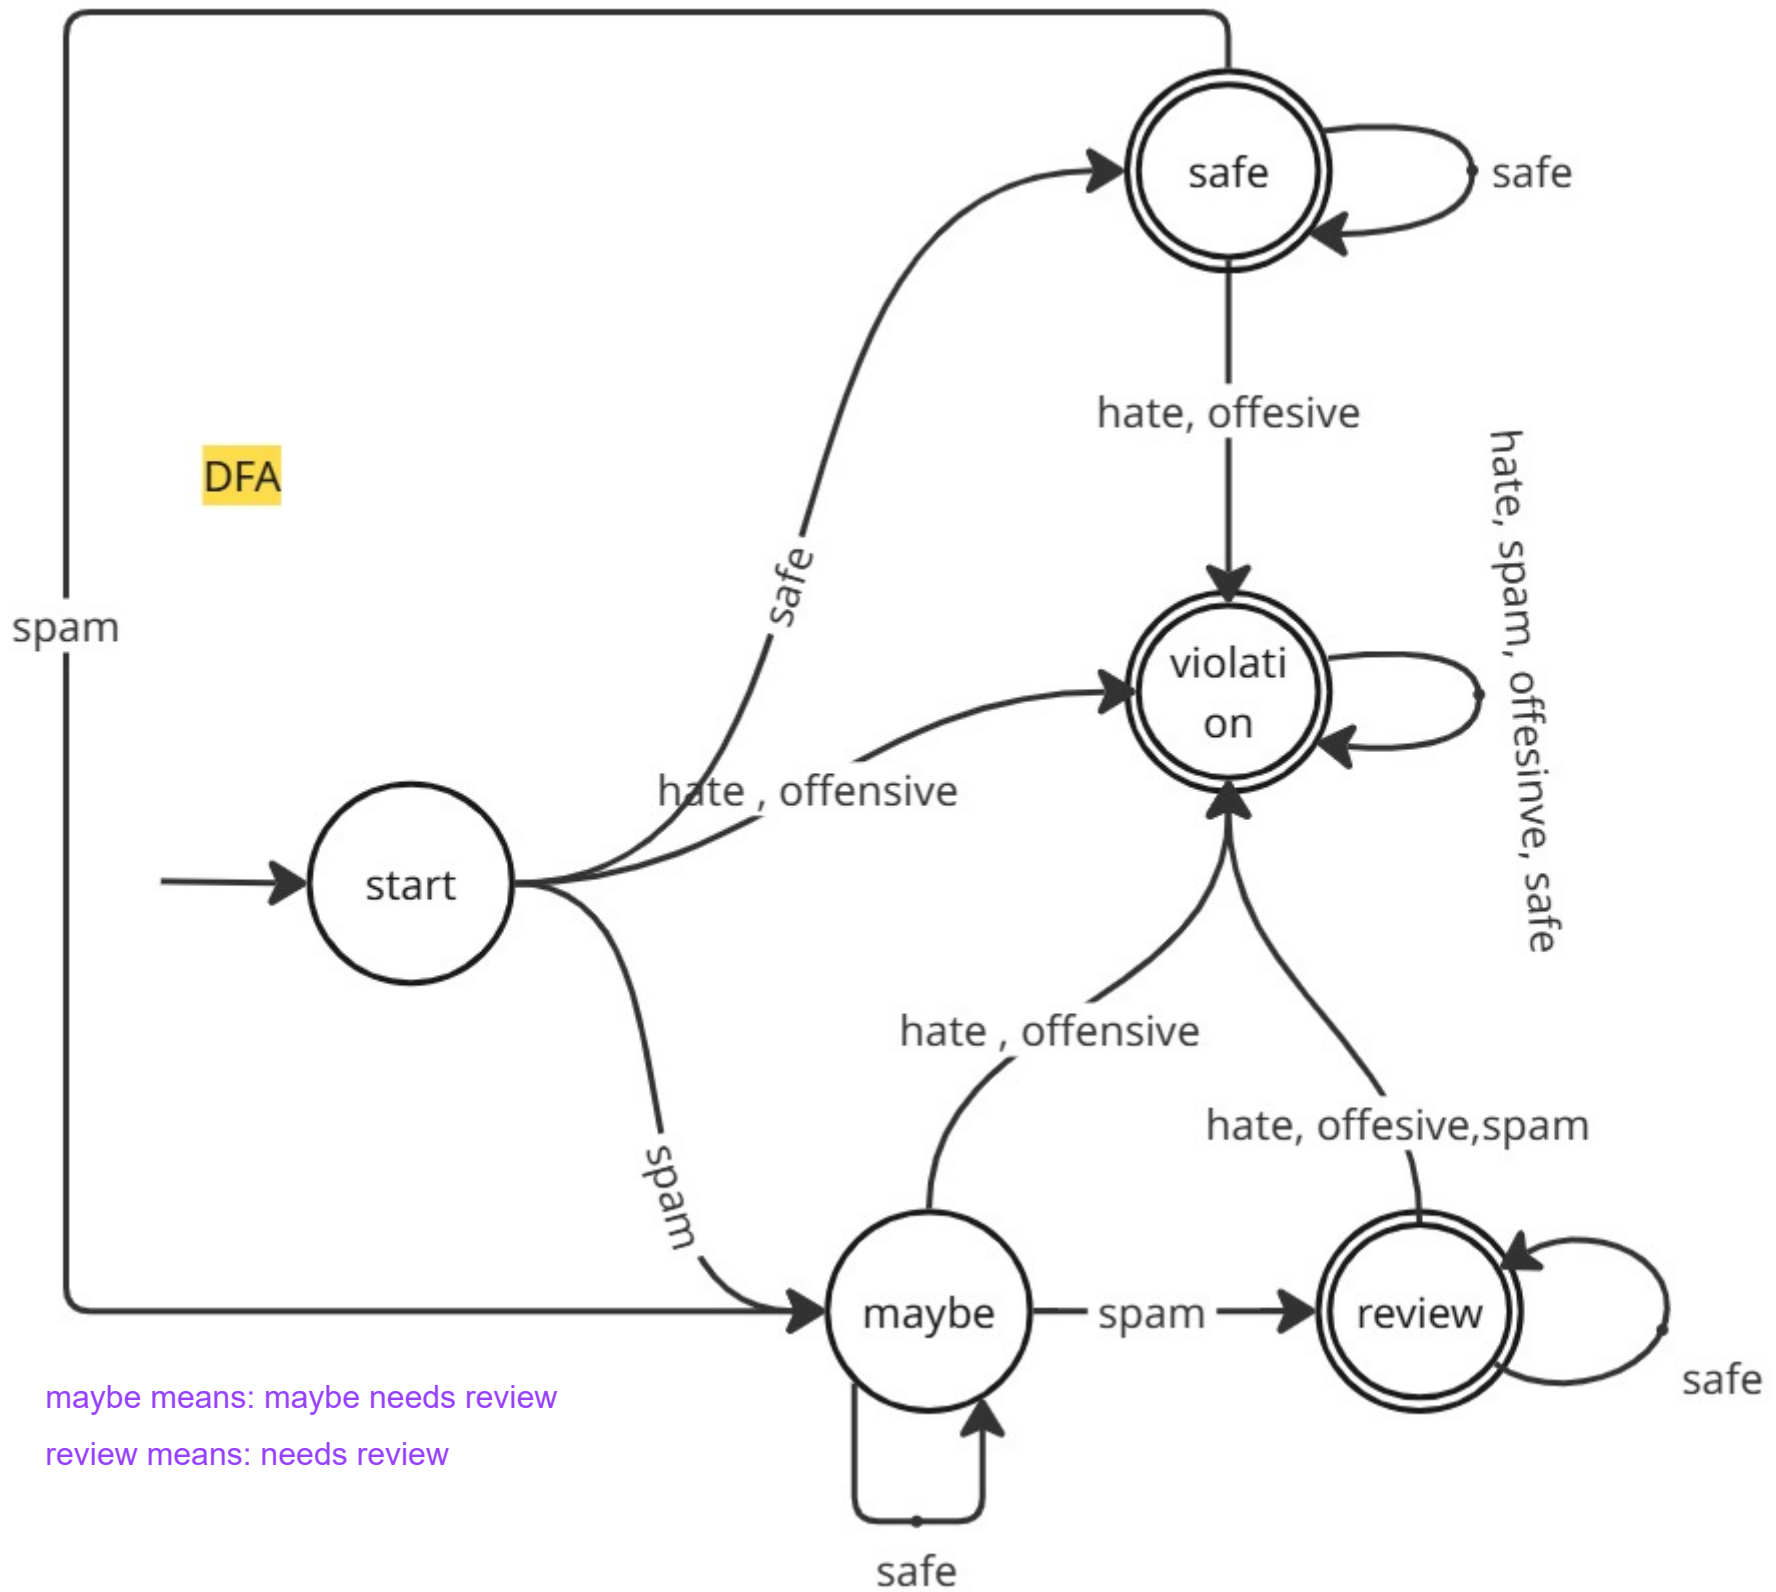 safe
safe
hate, offesive
DFA
hate, spam, offesinve, safe
safe
spam
violati
on
hate , offensive
start
hate , offensive
hate, offesive,spam
spam
maybe
spam
review
safe
maybe means: maybe needs review
review means: needs review
safe